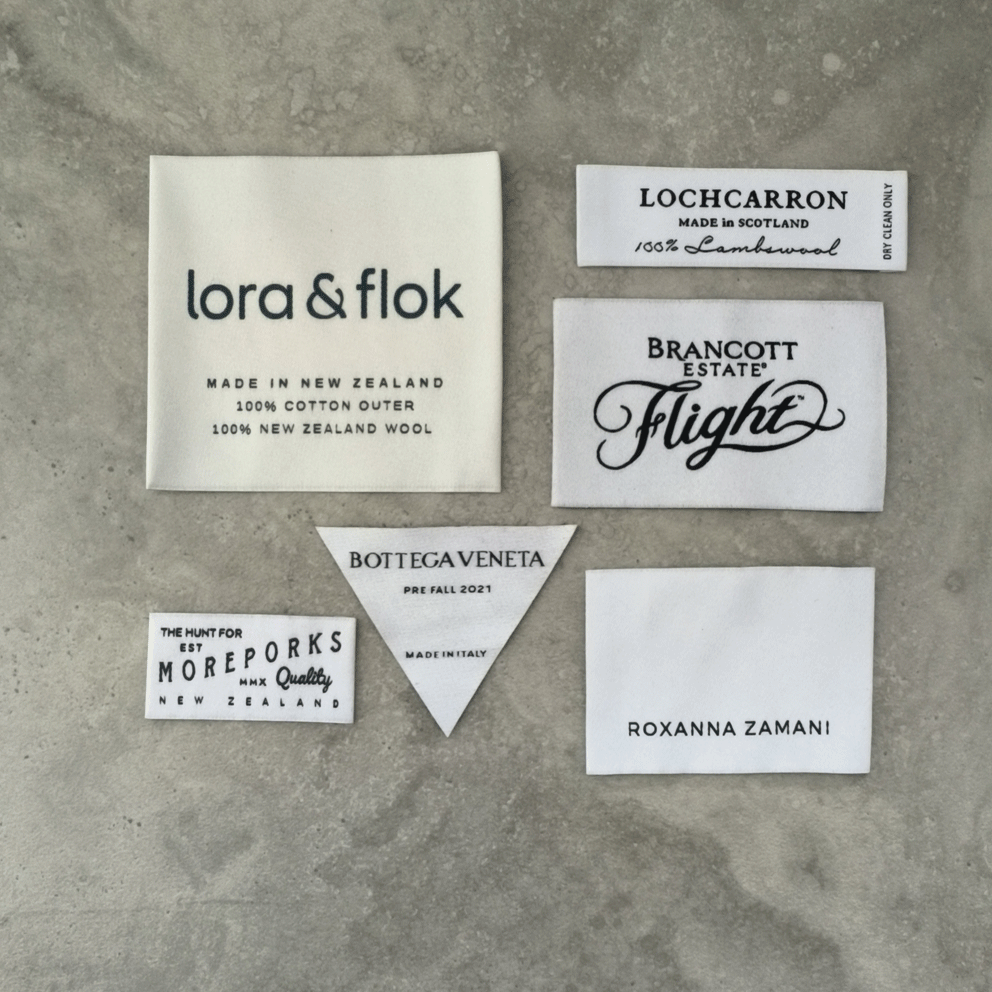 lora & flok
MADE IN NEW ZEALAND
100% COTTON OUTER
100% NEW ZEALAND WOOL
LOCHCARRON
MADE in SCOTLAND
100% Lambswool
DRY CLEAN ONLY
BRANCOTT
ESTATE®
Flight™
BOTTEGA VENETA
PRE FALL 2021
MADE IN ITALY
THE HUNT FOR
EST
MOREPORKS
MMX Quality
NEW ZEALAND
ROXANNA ZAMANI